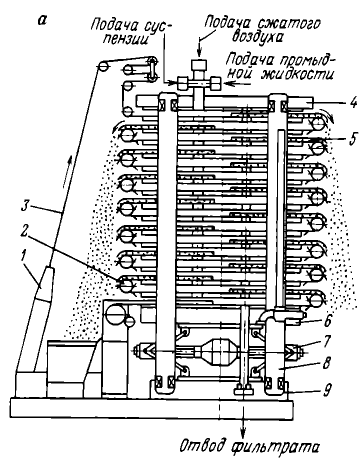 а
Подача сус-
пензии
Подача сжатого
воздуха
Подача промыд-
ной жидкости
4
5
3
2
1
6
7
8
9
Отвод фильтрата